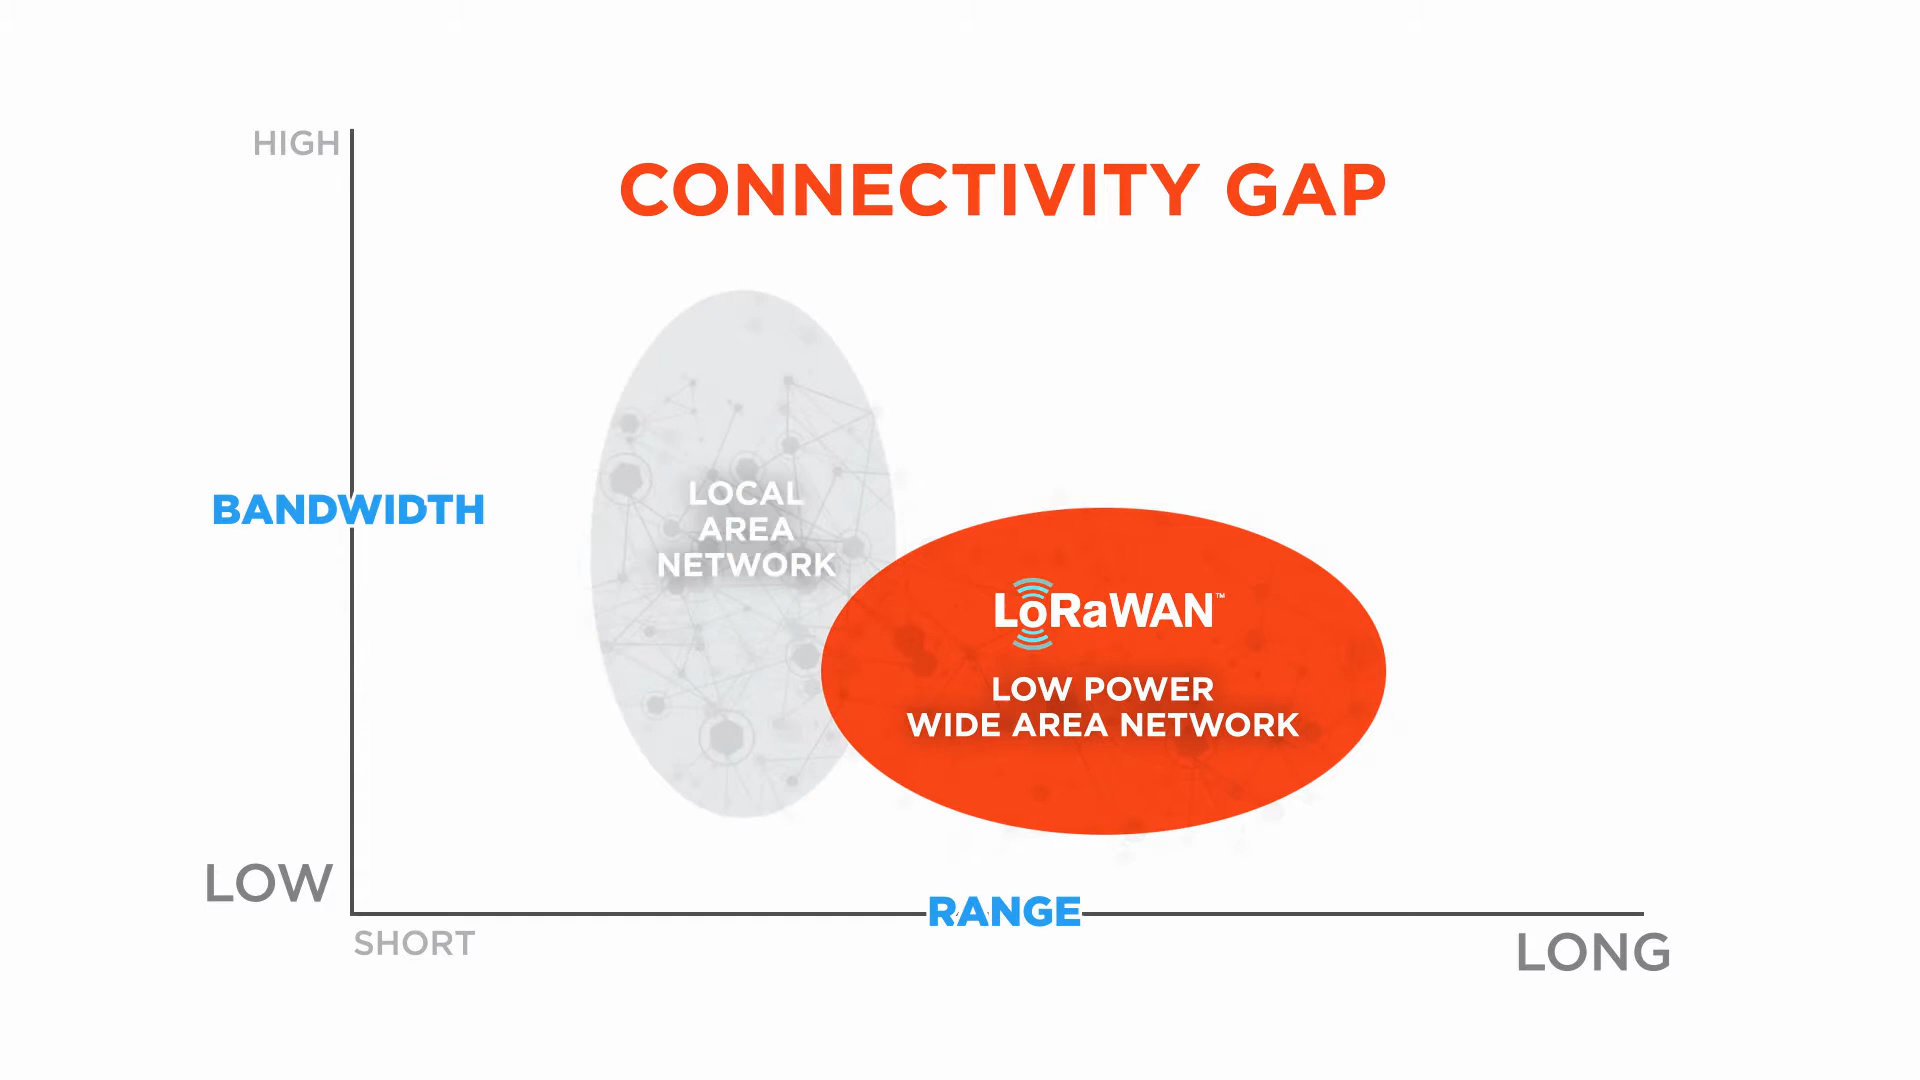 HIGH
CONNECTIVITY GAP
LOCAL
AREA
NETWORK
BANDWIDTH
LoRaWAN™
LOW POWER
WIDE AREA NETWORK
LOW
RANGE
SHORT
LONG